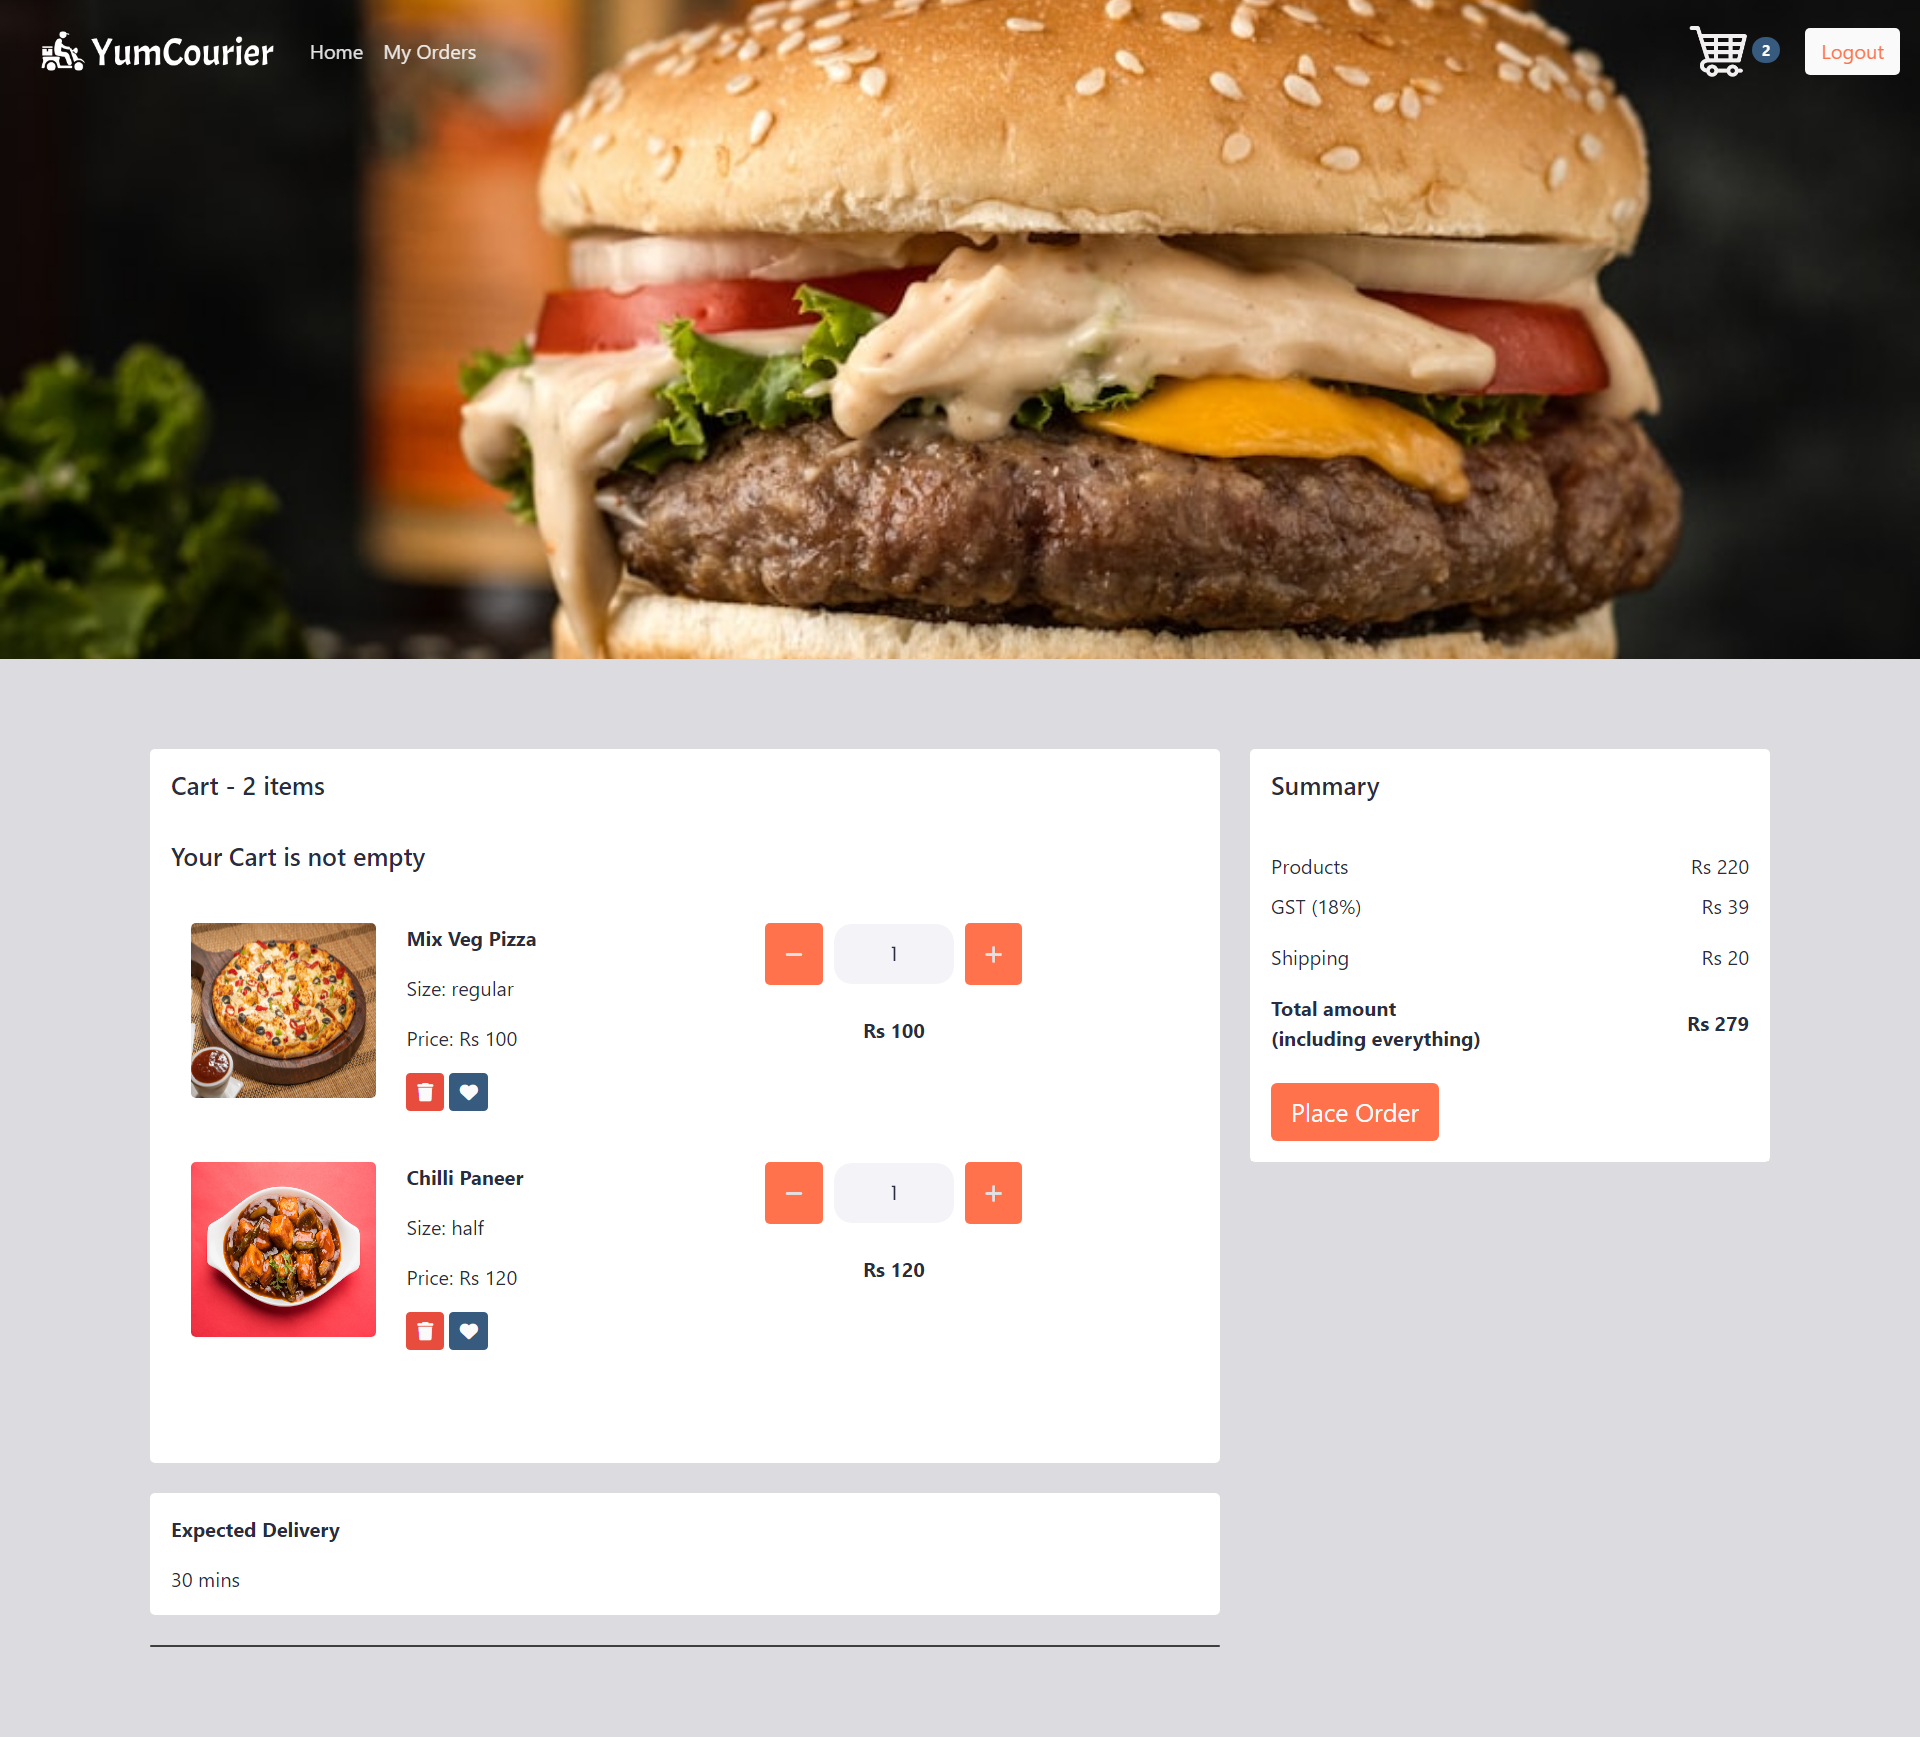 YumCourier
Home
My Orders
2
Logout
Cart - 2 items
Your Cart is not empty
Mix Veg Pizza
Size: regular
Price: Rs 100
1
Rs 100
Chilli Paneer
Size: half
Price: Rs 120
1
Rs 120
Expected Delivery
30 mins
Summary
Products Rs 220
GST (18%) Rs 39
Shipping Rs 20
Total amount
(including everything) Rs 279
Place Order